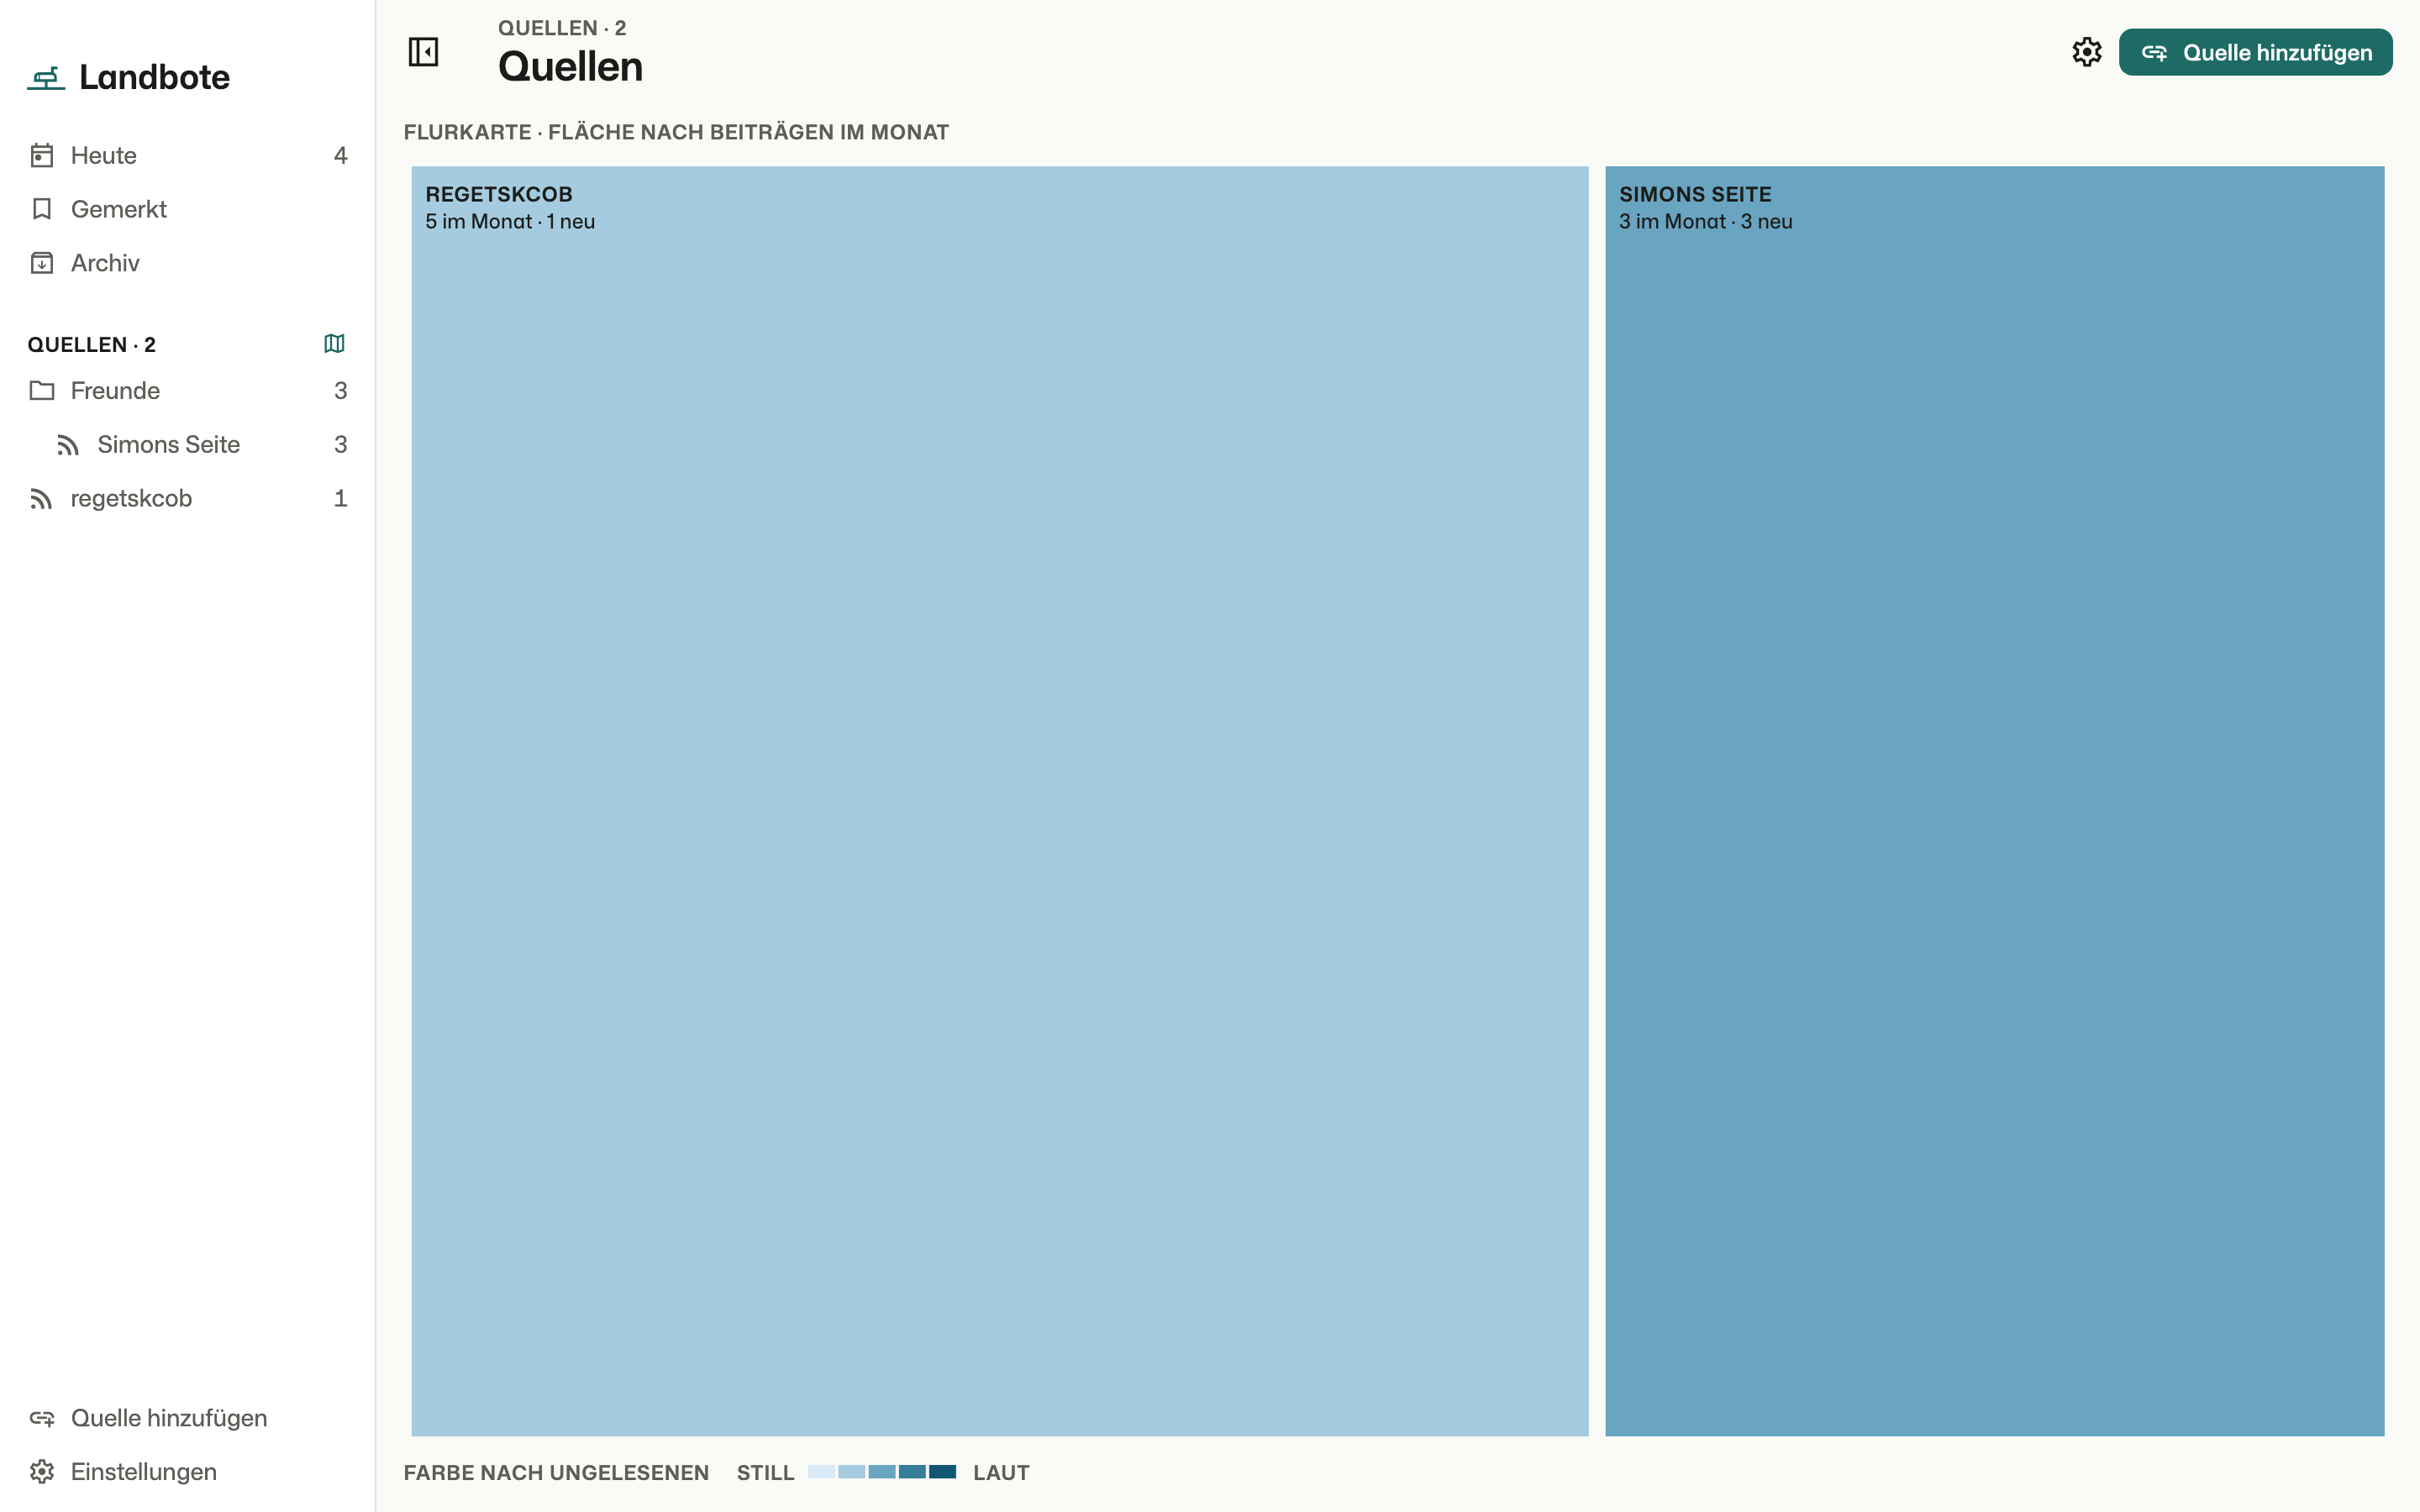 Landbote
Heute 4
Gemerkt
Archiv
QUELLEN · 2
Freunde 3
Simons Seite 3
regetskcob 1
Quelle hinzufügen
Einstellungen
QUELLEN · 2
Quellen
Quelle hinzufügen
FLURKARTE · FLÄCHE NACH BEITRÄGEN IM MONAT
REGETSKCOB
5 im Monat · 1 neu
SIMONS SEITE
3 im Monat · 3 neu
FARBE NACH UNGELESENEN STILL LAUT